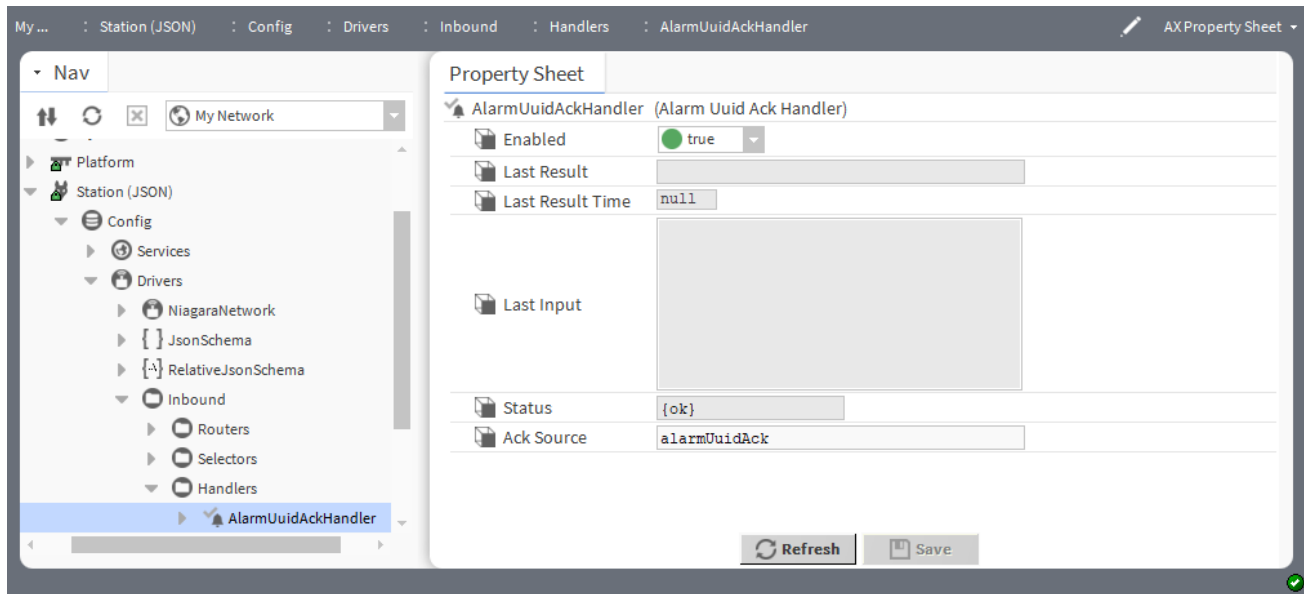 My ... : Station (JSON) : Config : Drivers : Inbound : Handlers : AlarmUuidAckHandler AX Property Sheet
Nav
My Network
Platform
Station (JSON)
Config
Services
Drivers
NiagaraNetwork
JsonSchema
RelativeJsonSchema
Inbound
Routers
Selectors
Handlers
AlarmUuidAckHandler
Property Sheet
AlarmUuidAckHandler (Alarm Uuid Ack Handler)
Enabled true
Last Result
Last Result Time null
Last Input
Status {ok}
Ack Source alarmUuidAck
Refresh Save